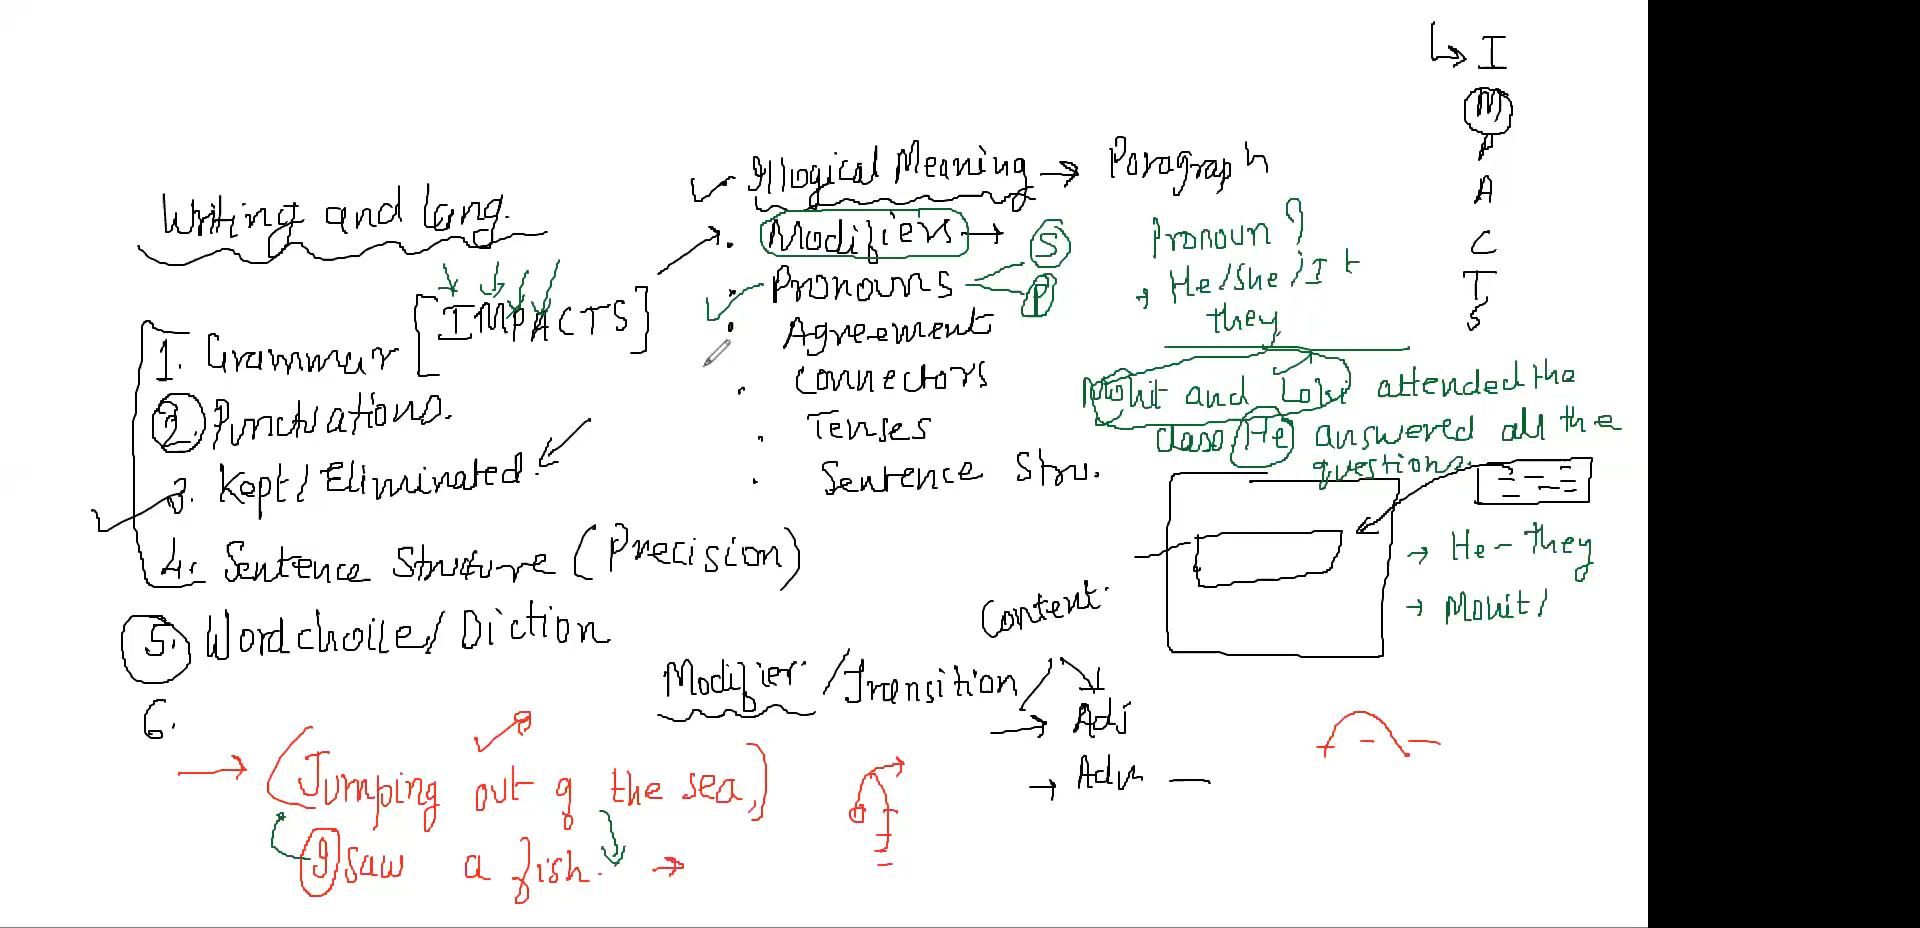 Writing and lang.
1. Grammar [IMPACTS]
2. Punctuations.
3. Kept/Eliminated.
4. Sentence Structure (Precision)
5. Word choice/Diction
6.
Illogical Meaning → Paragraph
Modifiers → S
Pronouns P
Agreement
Connectors
Tenses
Sentence Stru.
I
M
P
A
C
T
S
Pronoun?
→ He/She/It
they
Mohit and attended the
class He answered all the
questions.
→ He - they
→ Mohit/
Content.
Modifier/Transition/
→ Adj
→ Adv —
→ (Jumping out of the sea,)
I saw a fish. →